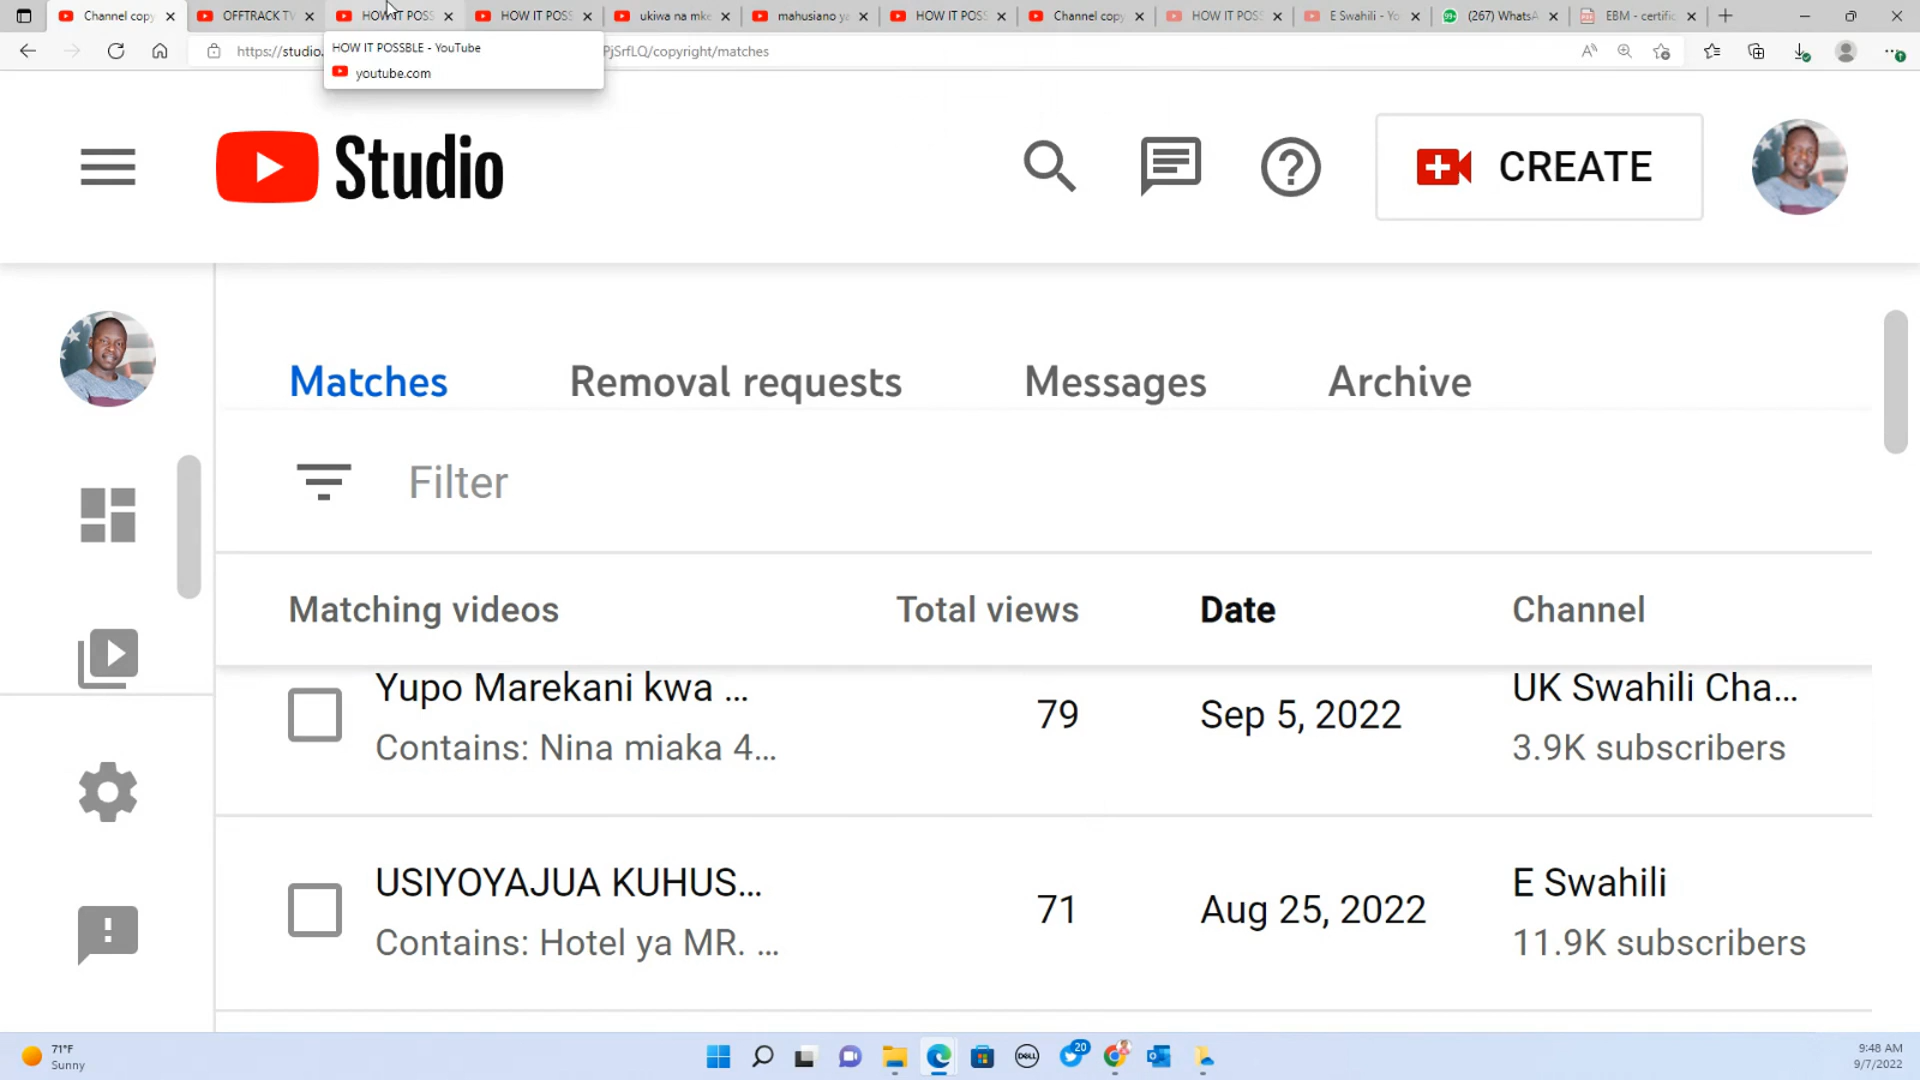 Channel copy
OFFTRACK TV
HOW IT POSS
HOW IT POSS
ukiwa na mke
mahusiano ya
HOW IT POSS
Channel copy
HOW IT POSS
E Swahili - Yo
(267) WhatsA
EBM - certific
https://studio.
PjSrfLQ/copyright/matches
HOW IT POSSBLE - YouTube
youtube.com
Studio
CREATE
Matches
Removal requests
Messages
Archive
Filter
Matching videos
Total views
Date
Channel
Yupo Marekani kwa ...
79
Sep 5, 2022
UK Swahili Cha...
Contains: Nina miaka 4...
3.9K subscribers
USIYOYAJUA KUHUS...
71
Aug 25, 2022
E Swahili
Contains: Hotel ya MR. ...
11.9K subscribers
71°F
Sunny
DELL
20
9:48 AM
9/7/2022